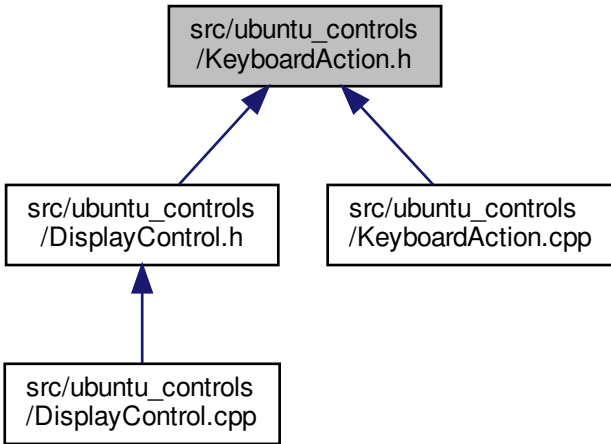 src/ubuntu_controls
/KeyboardAction.h
src/ubuntu_controls
/DisplayControl.h
src/ubuntu_controls
/KeyboardAction.cpp
src/ubuntu_controls
/DisplayControl.cpp